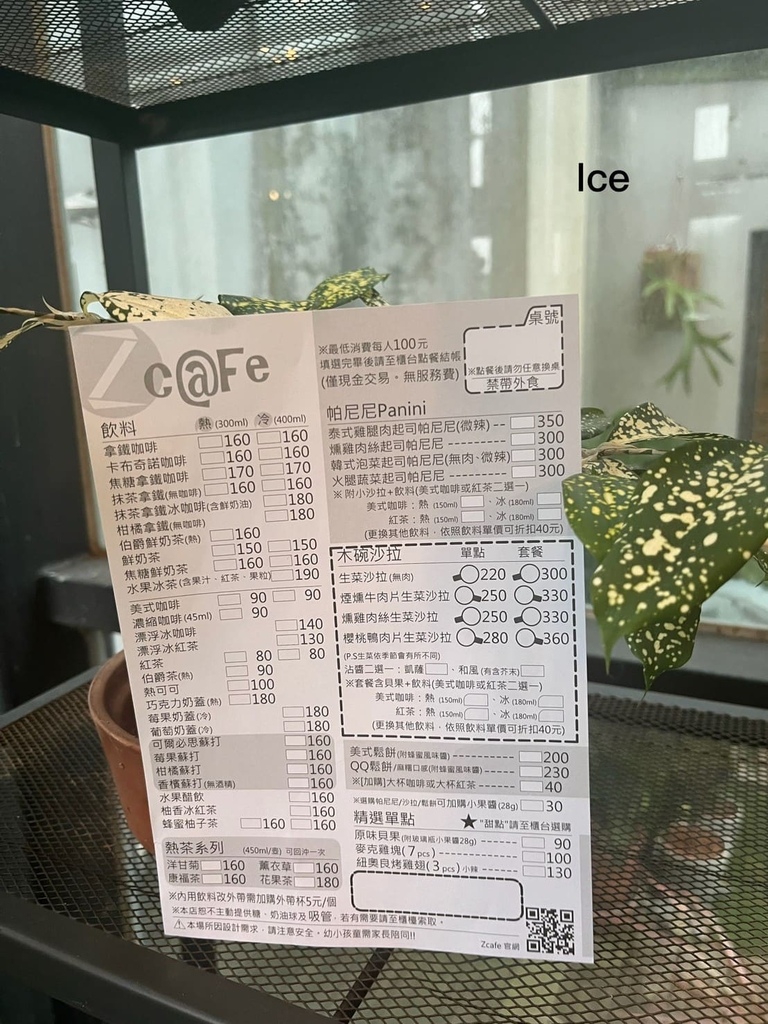 Ice
Zc@Fe
※最低消費每人100元
填選完畢後請至櫃台點餐結帳
(僅現金交易。無服務費)
桌號
※點餐後請勿任意換桌
禁帶外食
飲料 熱(300ml) 冷(400ml)
拿鐵咖啡 160 160
卡布奇諾咖啡 160 160
焦糖拿鐵咖啡 170 170
抹茶拿鐵(無咖啡) 160 160
抹茶拿鐵冰咖啡(含鮮奶油) 180
柑橘拿鐵(無咖啡) 180
伯爵鮮奶茶(熱) 160
鮮奶茶 150 150
焦糖鮮奶茶 160 160
水果冰茶(含果汁、紅茶、果粒) 190
美式咖啡 90 90
濃縮咖啡(45ml) 90
漂浮冰咖啡 140
漂浮冰紅茶 130
紅茶 80 80
伯爵茶(熱) 90
熱可可 100
巧克力奶蓋(熱) 180
莓果奶蓋(冷) 180
葡萄奶蓋(冷) 180
可爾必思蘇打 160
莓果蘇打 160
柑橘蘇打 160
香檳蘇打(無酒精) 160
水果醋飲 160
柚香冰紅茶 160
蜂蜜柚子茶 160 160
熱茶系列 (450ml/壺) 可回沖一次
洋甘菊 160 薰衣草 160
康福茶 160 花果茶 180
帕尼尼Panini
泰式雞腿肉起司帕尼尼(微辣) -- 350
燻雞肉絲起司帕尼尼 --------- 300
韓式泡菜起司帕尼尼(無肉、微辣) 300
火腿蔬菜起司帕尼尼 --------- 300
※ 附小沙拉+飲料(美式咖啡或紅茶二選一)
美式咖啡：熱 (150ml) 、冰 (180ml)
紅茶：熱 (150ml) 、冰 (180ml)
(更換其他飲料，依照飲料單價可折扣40元)
木碗沙拉 單點 套餐
生菜沙拉(無肉) 220 300
煙燻牛肉片生菜沙拉 250 330
燻雞肉絲生菜沙拉 250 330
櫻桃鴨肉片生菜沙拉 280 360
(P.S生菜依季節會有所不同)
沾醬二選一：凱薩 、和風(有含芥末)
※套餐含貝果+飲料(美式咖啡或紅茶二選一)
美式咖啡：熱 (150ml) 、冰 (180ml)
紅茶：熱 (150ml) 、冰 (180ml)
(更換其他飲料，依照飲料單價可折扣40元)
美式鬆餅(附蜂蜜風味醬) ------ 200
QQ鬆餅/麻糬口感(附蜂蜜風味醬) ---- 230
※[加購]大杯咖啡或大杯紅茶 ---- 40
※選購帕尼尼/沙拉/鬆餅可加購小果醬(28g) 30
精選單點 ★"甜點"請至櫃台選購
原味貝果(附玻璃瓶小果醬28g) ------ 90
麥克雞塊(7pcs) ------------ 100
紐奧良烤雞翅(3pcs)小辣 ------ 130
※內用飲料改外帶需加購外帶杯5元/個
※本店恕不主動提供糖、奶油球及吸管，若有需要請至櫃檯索取。
⚠本場所因設計需求，請注意安全。幼小孩童需家長陪同!!
Zcafe 官網